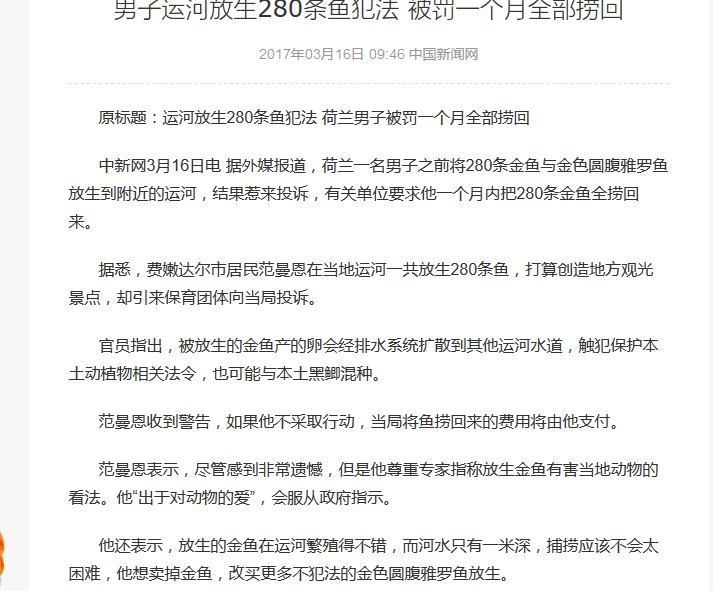 男子运河放生280条鱼犯法 被罚一个月全部捞回
2017年03月16日 09:46 中国新闻网
原标题：运河放生280条鱼犯法 荷兰男子被罚一个月全部捞回
中新网3月16日电 据外媒报道，荷兰一名男子之前将280条金鱼与金色圆腹雅罗鱼
放生到附近的运河，结果惹来投诉，有关单位要求他一个月内把280条金鱼全捞回
来。
据悉，费嫩达尔市居民范曼恩在当地运河一共放生280条鱼，打算创造地方观光
景点，却引来保育团体向当局投诉。
官员指出，被放生的金鱼产的卵会经排水系统扩散到其他运河水道，触犯保护本
土动植物相关法令，也可能与本土黑鲫混种。
范曼恩收到警告，如果他不采取行动，当局将鱼捞回来的费用将由他支付。
范曼恩表示，尽管感到非常遗憾，但是他尊重专家指称放生金鱼有害当地动物的
看法。他“出于对动物的爱”，会服从政府指示。
他还表示，放生的金鱼在运河繁殖得不错，而河水只有一米深，捕捞应该不会太
困难，他想卖掉金鱼，改买更多不犯法的金色圆腹雅罗鱼放生。